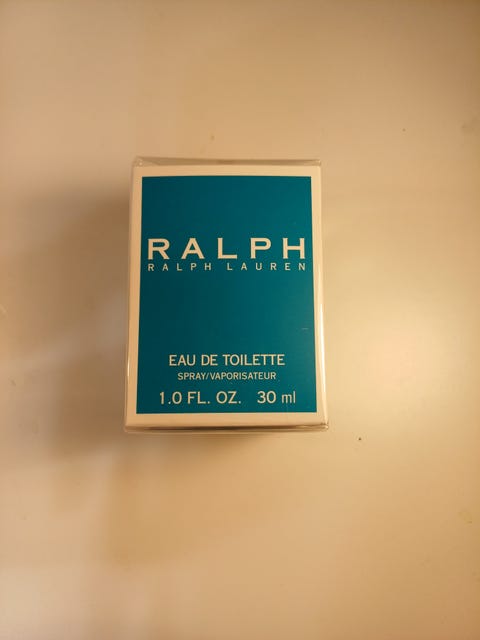 RALPH
RALPH LAUREN
EAU DE TOILETTE
SPRAY/VAPORISATEUR
1.0 FL. OZ. 30 ml